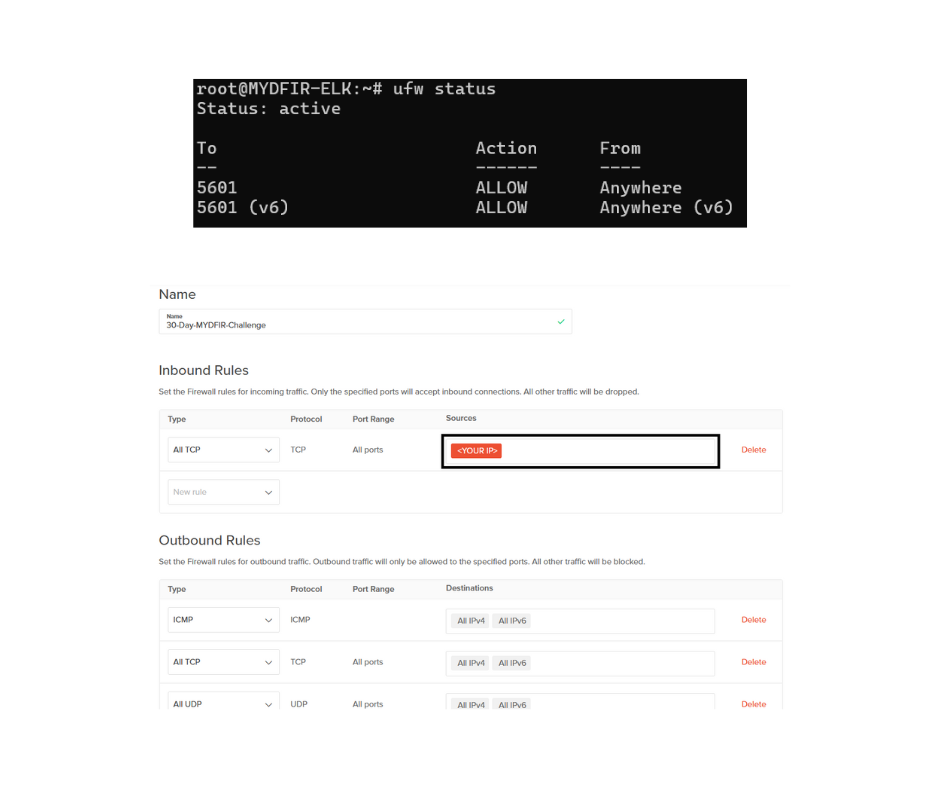 root@MYDFIR-ELK:~# ufw status
Status: active
To Action From
-- ------ ----
5601 ALLOW Anywhere
5601 (v6) ALLOW Anywhere (v6)
Name
Name
30-Day-MYDFIR-Challenge
Inbound Rules
Set the Firewall rules for incoming traffic. Only the specified ports will accept inbound connections. All other traffic will be dropped.
Type Protocol Port Range Sources
All TCP TCP All ports <YOUR IP> Delete
New rule
Outbound Rules
Set the Firewall rules for outbound traffic. Outbound traffic will only be allowed to the specified ports. All other traffic will be blocked.
Type Protocol Port Range Destinations
ICMP ICMP All IPv4 All IPv6 Delete
All TCP TCP All ports All IPv4 All IPv6 Delete
All UDP UDP All ports All IPv4 All IPv6 Delete